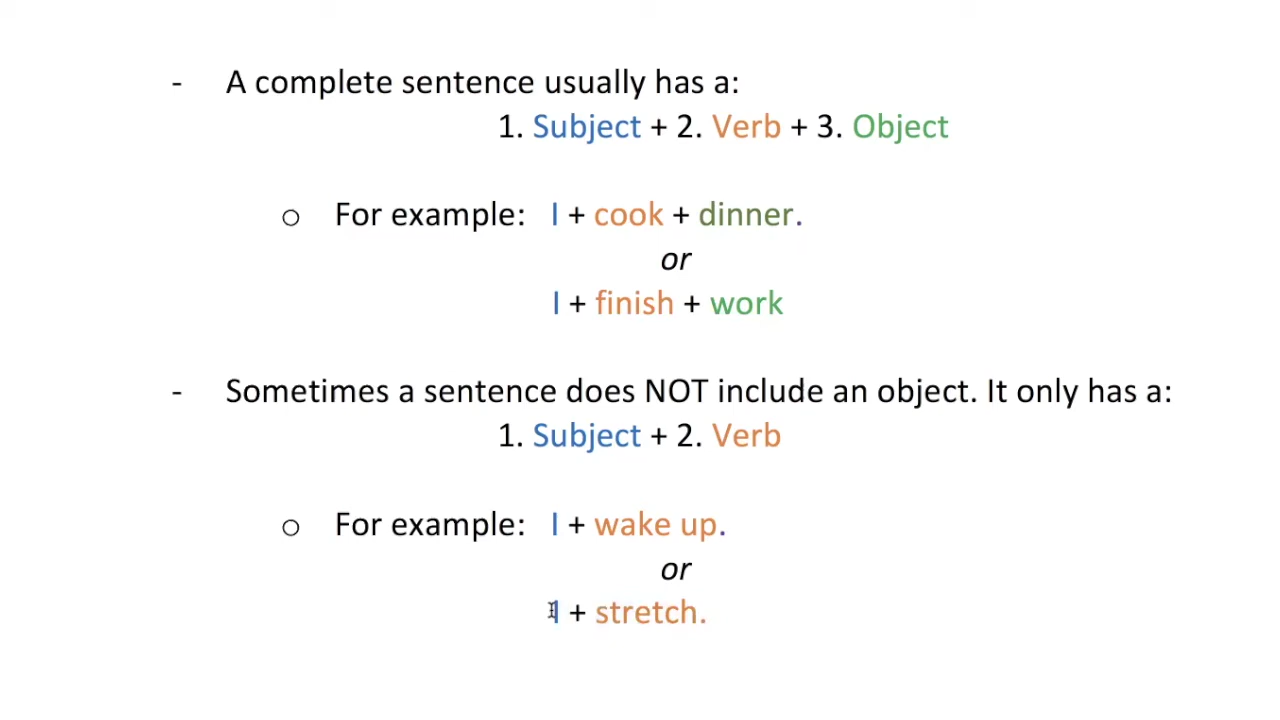 - A complete sentence usually has a:
1. Subject + 2. Verb + 3. Object
o For example: I + cook + dinner.
or
I + finish + work
- Sometimes a sentence does NOT include an object. It only has a:
1. Subject + 2. Verb
o For example: I + wake up.
or
I + stretch.